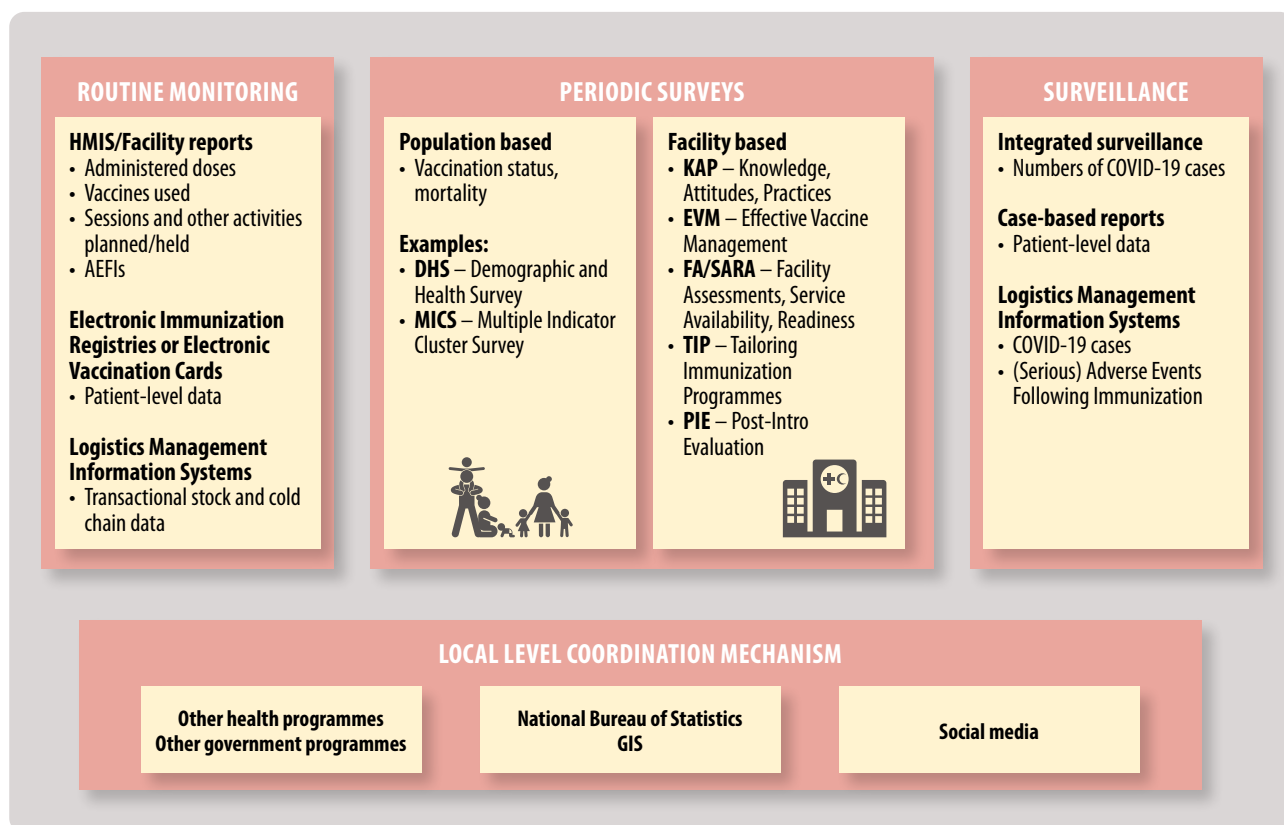 ROUTINE MONITORING
HMIS/Facility reports
• Administered doses
• Vaccines used
• Sessions and other activities
planned/held
• AEFIs
Electronic Immunization
Registries or Electronic
Vaccination Cards
• Patient-level data
Logistics Management
Information Systems
• Transactional stock and cold
chain data
PERIODIC SURVEYS
Population based
• Vaccination status,
mortality
Examples:
• DHS – Demographic and
Health Survey
• MICS – Multiple Indicator
Cluster Survey
Facility based
• KAP – Knowledge,
Attitudes, Practices
• EVM – Effective Vaccine
Management
• FA/SARA – Facility
Assessments, Service
Availability, Readiness
• TIP – Tailoring
Immunization
Programmes
• PIE – Post-Intro
Evaluation
SURVEILLANCE
Integrated surveillance
• Numbers of COVID-19 cases
Case-based reports
• Patient-level data
Logistics Management
Information Systems
• COVID-19 cases
• (Serious) Adverse Events
Following Immunization
LOCAL LEVEL COORDINATION MECHANISM
Other health programmes
Other government programmes
National Bureau of Statistics
GIS
Social media